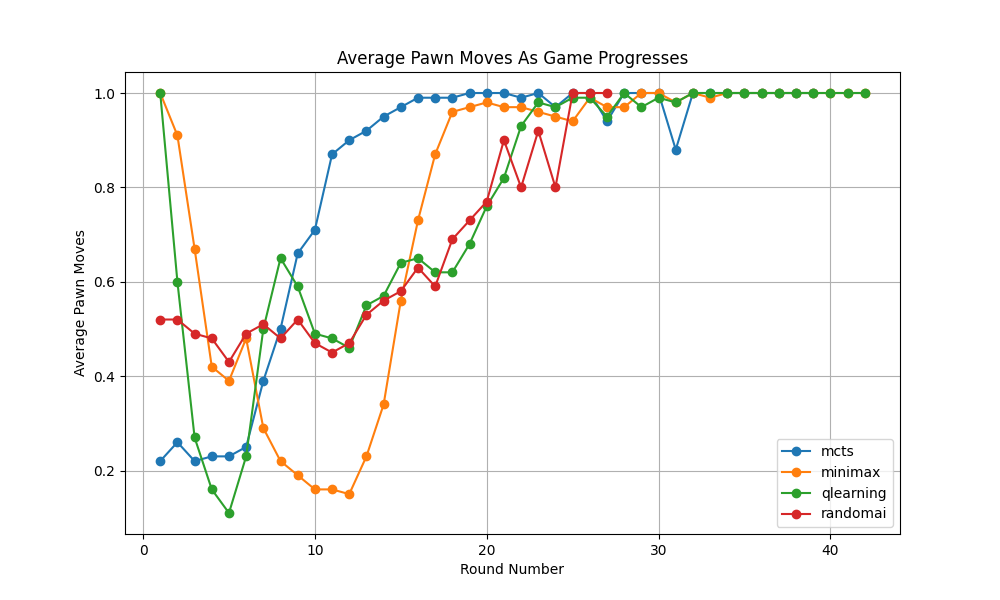 Average Pawn Moves As Game Progresses
1.0
0.8
0.6
0.4
0.2
Average Pawn Moves
0 10 20 30 40
Round Number
mcts
minimax
qlearning
randomai